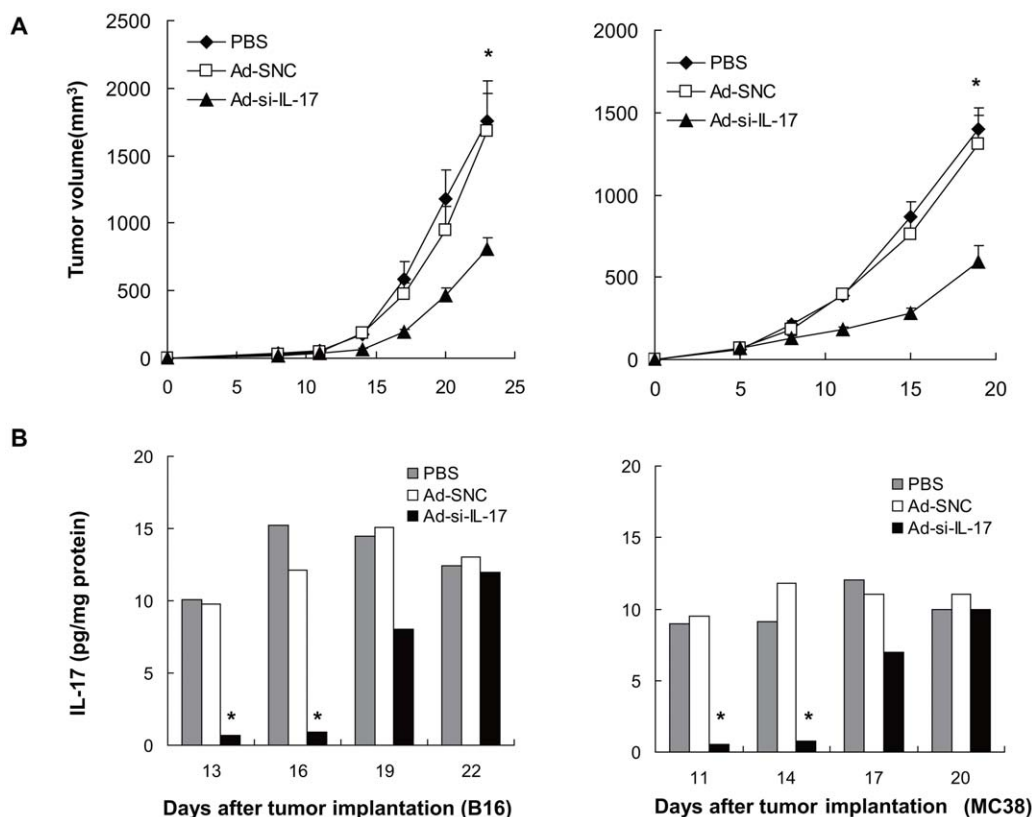 A
Tumor volume(mm³)
2500
2000
1500
1000
500
0
PBS
Ad-SNC
Ad-si-IL-17
*
0
5
10
15
20
25
2000
1500
1000
500
0
PBS
Ad-SNC
Ad-si-IL-17
*
0
5
10
15
20
B
IL-17 (pg/mg protein)
20
15
10
5
0
PBS
Ad-SNC
Ad-si-IL-17
*
*
13
16
19
22
Days after tumor implantation (B16)
20
15
10
5
0
PBS
Ad-SNC
Ad-si-IL-17
*
*
11
14
17
20
Days after tumor implantation (MC38)